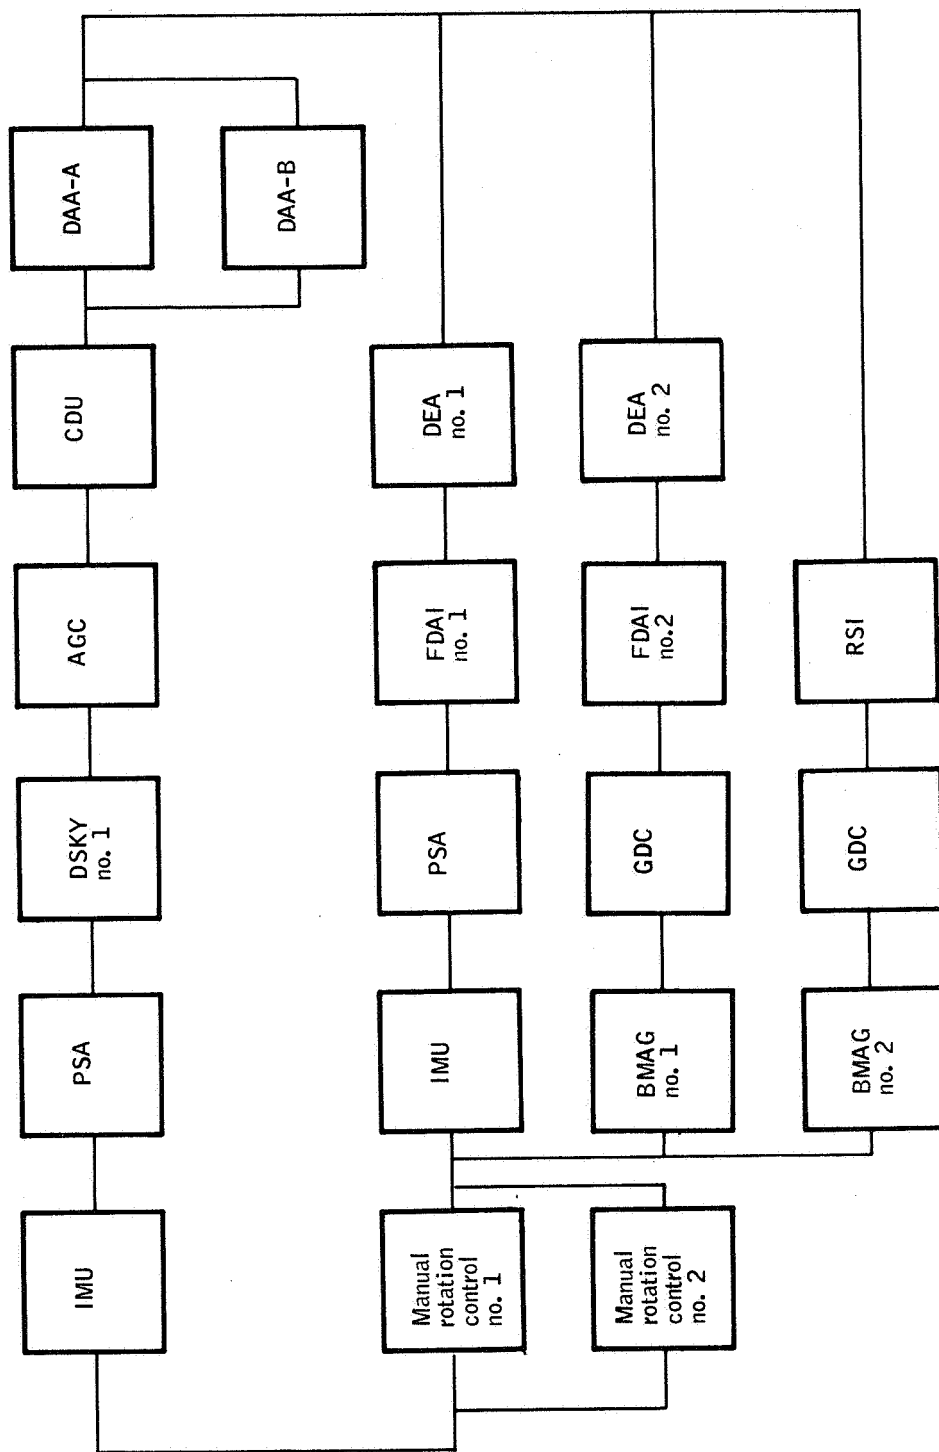 IMU
PSA
DSKY
no. 1
AGC
CDU
DAA-A
DAA-B
Manual
rotation
control
no. 1
IMU
PSA
FDAI
no. 1
DEA
no. 1
Manual
rotation
control
no. 2
BMAG
no. 1
GDC
FDAI
no.2
DEA
no. 2
BMAG
no. 2
GDC
RSI